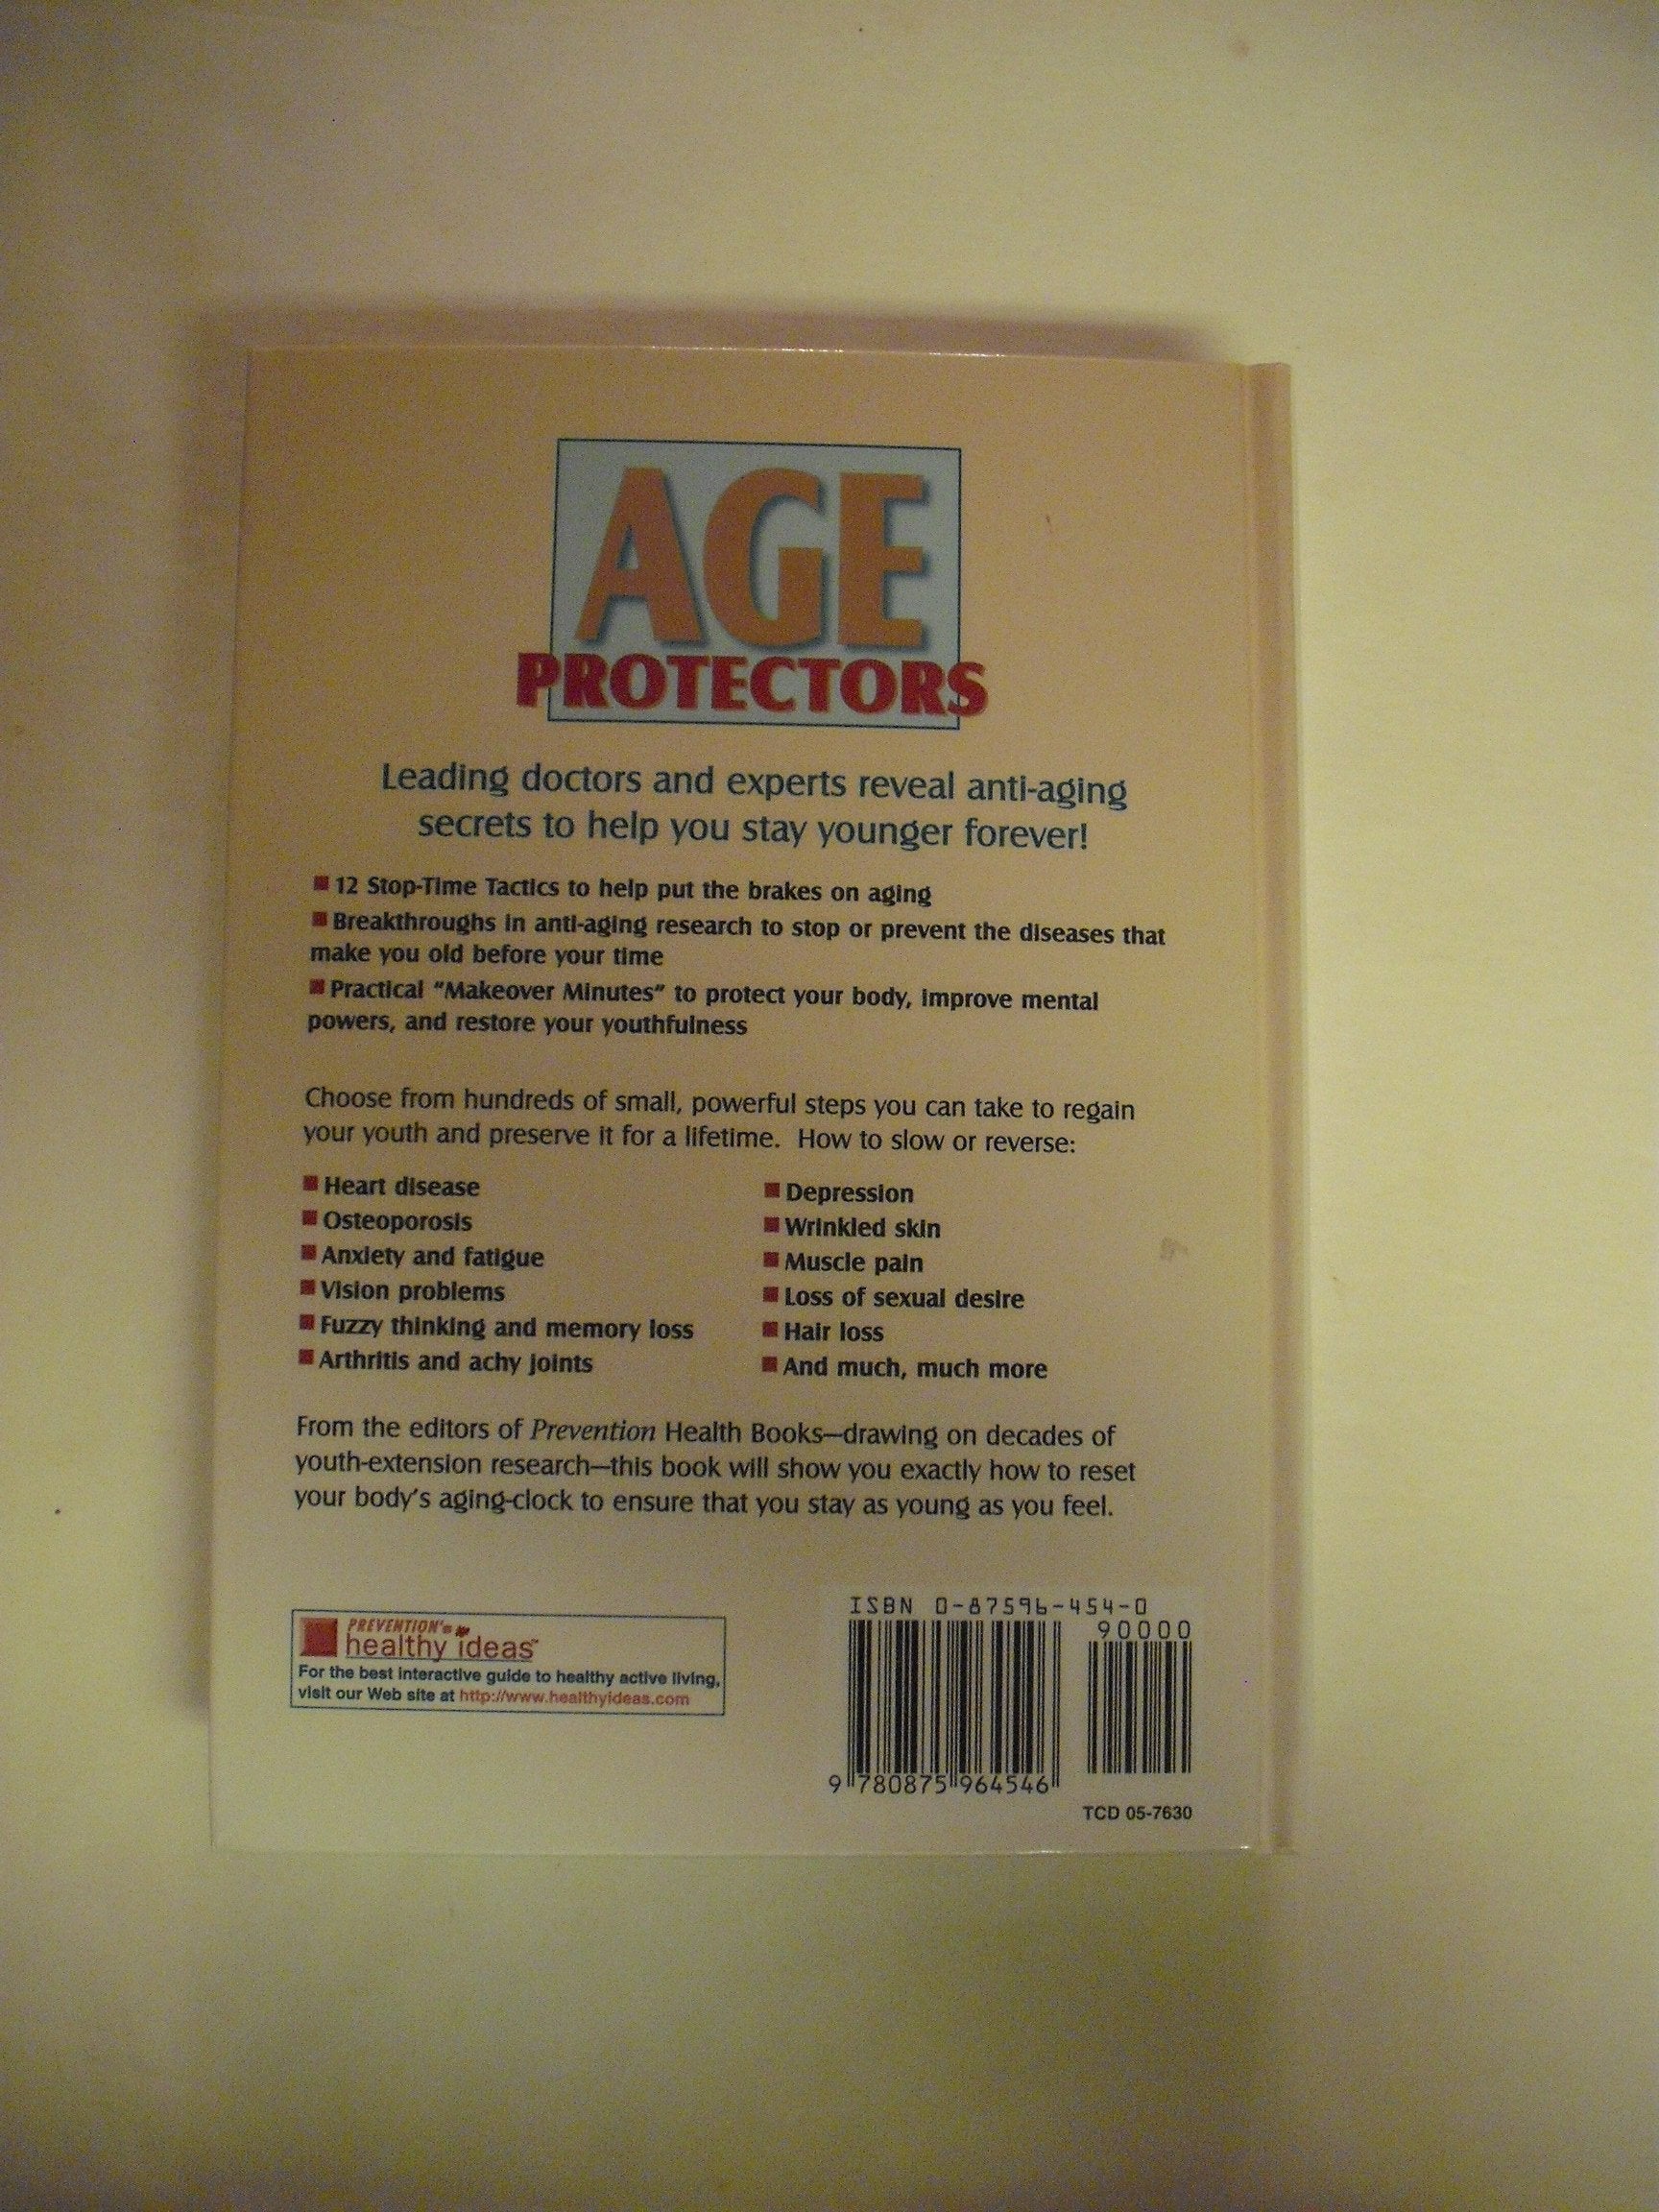 AGE
PROTECTORS
Leading doctors and experts reveal anti-aging
secrets to help you stay younger forever!
■ 12 Stop-Time Tactics to help put the brakes on aging
■ Breakthroughs in anti-aging research to stop or prevent the diseases that
make you old before your time
■ Practical "Makeover Minutes" to protect your body, improve mental
powers, and restore your youthfulness
Choose from hundreds of small, powerful steps you can take to regain
your youth and preserve it for a lifetime. How to slow or reverse:
■ Heart disease
■ Osteoporosis
■ Anxiety and fatigue
■ Vision problems
■ Fuzzy thinking and memory loss
■ Arthritis and achy joints
■ Depression
■ Wrinkled skin
■ Muscle pain
■ Loss of sexual desire
■ Hair loss
■ And much, much more
From the editors of Prevention Health Books—drawing on decades of
youth-extension research—this book will show you exactly how to reset
your body's aging-clock to ensure that you stay as young as you feel.
PREVENTION's
healthy ideas™
For the best interactive guide to healthy active living,
visit our Web site at http://www.healthyideas.com
ISBN 0-87596-454-0
90000
9 780875 964546
TCD 05-7630